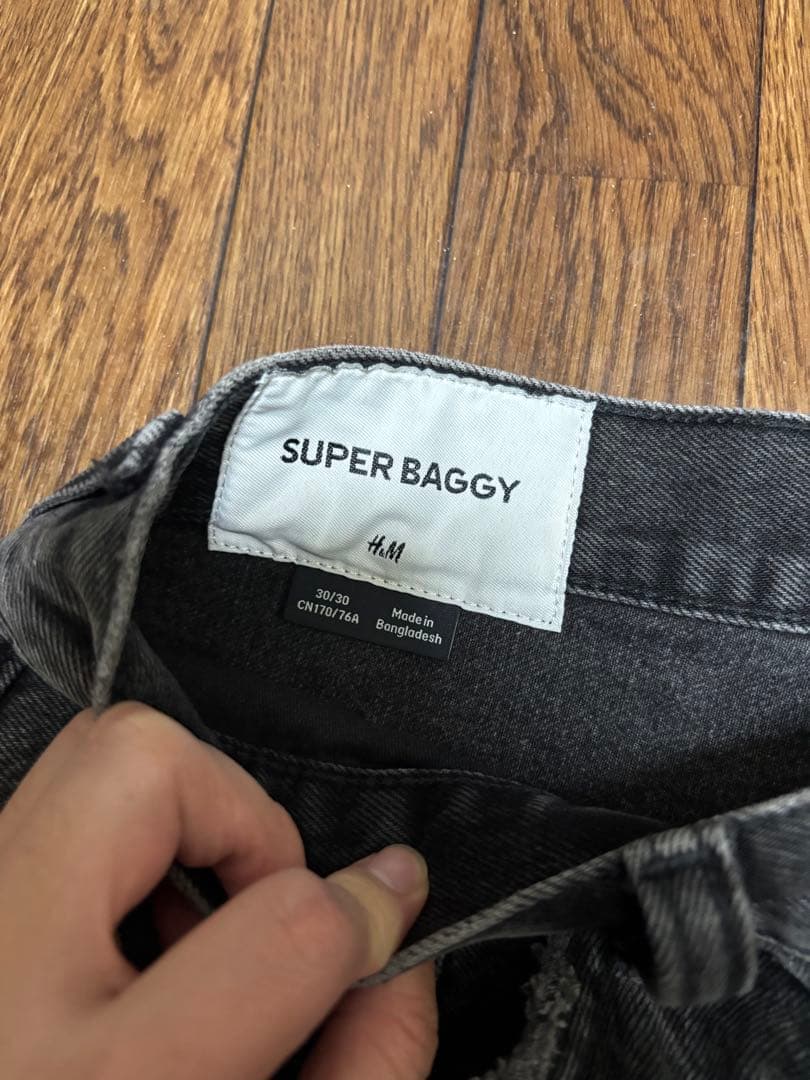 SUPER BAGGY
H&M
30/30
CN170/76A
Made in
Bangladesh